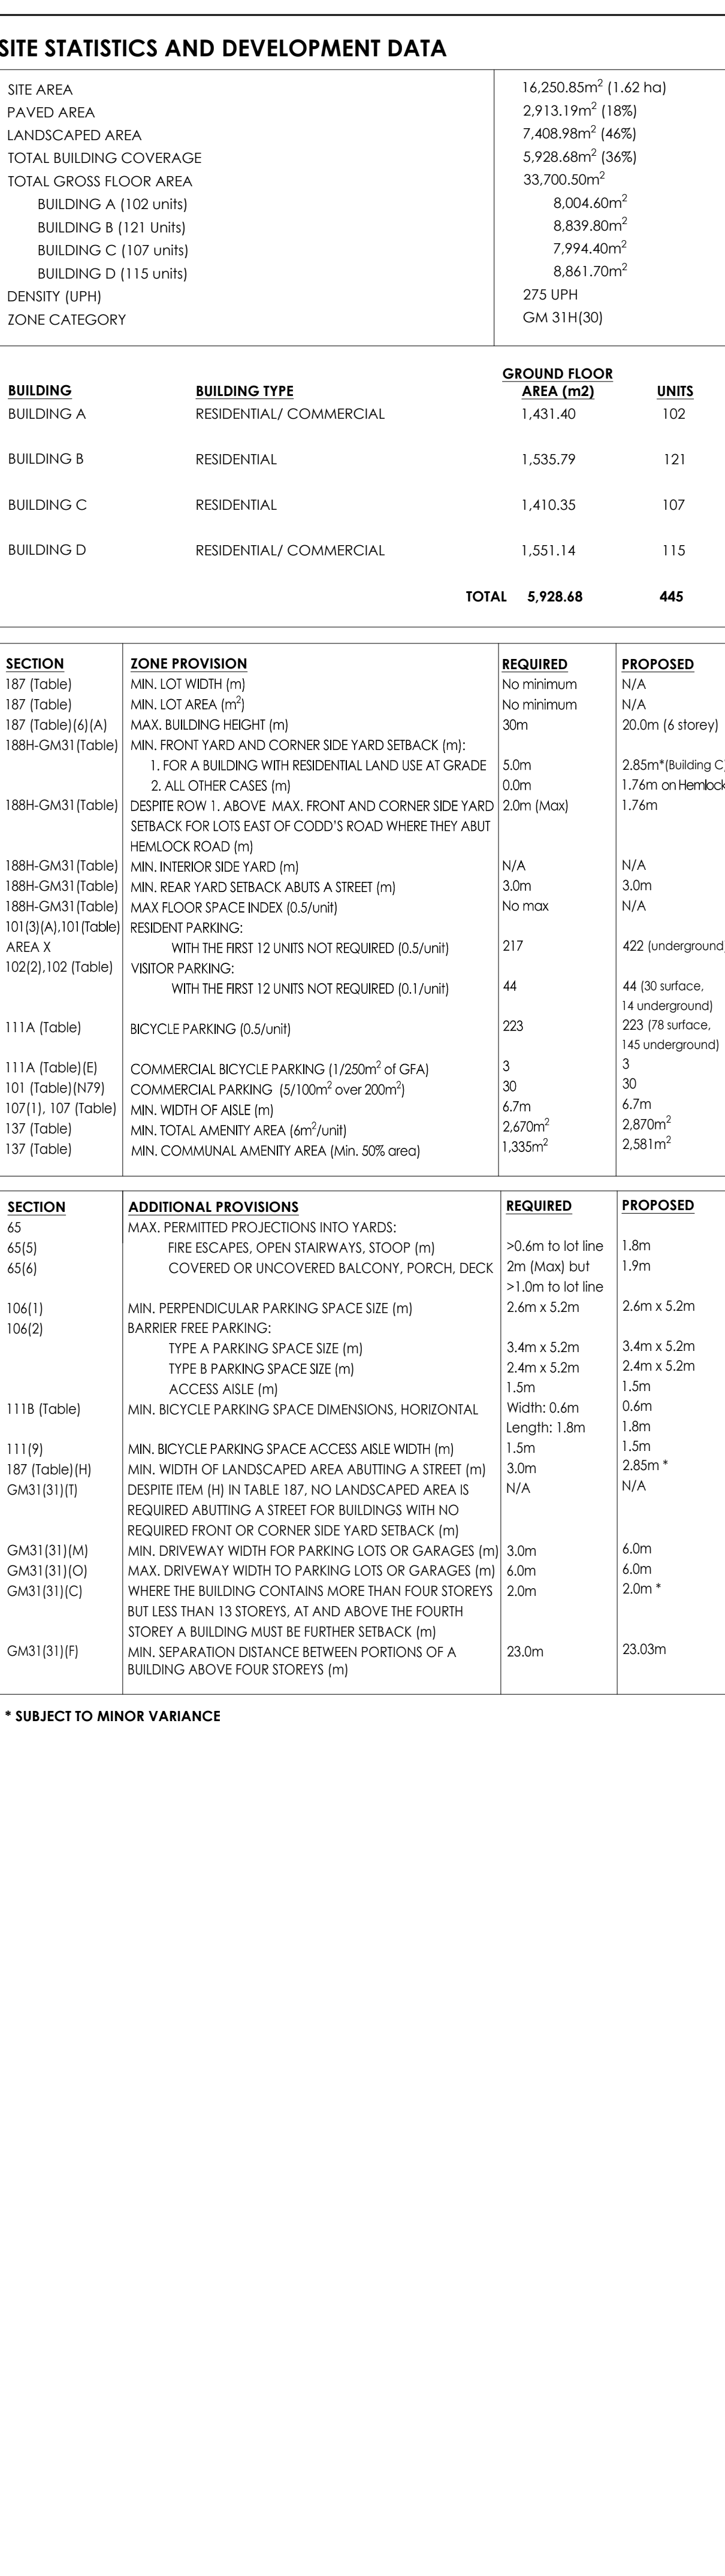 SITE STATISTICS AND DEVELOPMENT DATA
SITE AREA 16,250.85m² (1.62 ha)
PAVED AREA 2,913.19m² (18%)
LANDSCAPED AREA 7,408.98m² (46%)
TOTAL BUILDING COVERAGE 5,928.68m² (36%)
TOTAL GROSS FLOOR AREA 33,700.50m²
BUILDING A (102 units) 8,004.60m²
BUILDING B (121 Units) 8,839.80m²
BUILDING C (107 units) 7,994.40m²
BUILDING D (115 units) 8,861.70m²
DENSITY (UPH) 275 UPH
ZONE CATEGORY GM 31H(30)
GROUND FLOOR
BUILDING BUILDING TYPE AREA (m2) UNITS
BUILDING A RESIDENTIAL/ COMMERCIAL 1,431.40 102
BUILDING B RESIDENTIAL 1,535.79 121
BUILDING C RESIDENTIAL 1,410.35 107
BUILDING D RESIDENTIAL/ COMMERCIAL 1,551.14 115
TOTAL 5,928.68 445
SECTION ZONE PROVISION REQUIRED PROPOSED
187 (Table) MIN. LOT WIDTH (m) No minimum N/A
187 (Table) MIN. LOT AREA (m²) No minimum N/A
187 (Table)(6)(A) MAX. BUILDING HEIGHT (m) 30m 20.0m (6 storey)
188H-GM31(Table) MIN. FRONT YARD AND CORNER SIDE YARD SETBACK (m):
1. FOR A BUILDING WITH RESIDENTIAL LAND USE AT GRADE 5.0m 2.85m*(Building C)
2. ALL OTHER CASES (m) 0.0m 1.76m on Hemlock
188H-GM31(Table) DESPITE ROW 1. ABOVE MAX. FRONT AND CORNER SIDE YARD 2.0m (Max) 1.76m
SETBACK FOR LOTS EAST OF CODD'S ROAD WHERE THEY ABUT
HEMLOCK ROAD (m)
188H-GM31(Table) MIN. INTERIOR SIDE YARD (m) N/A N/A
188H-GM31(Table) MIN. REAR YARD SETBACK ABUTS A STREET (m) 3.0m 3.0m
188H-GM31(Table) MAX FLOOR SPACE INDEX (0.5/unit) No max N/A
101(3)(A),101(Table) RESIDENT PARKING:
AREA X WITH THE FIRST 12 UNITS NOT REQUIRED (0.5/unit) 217 422 (underground)
102(2),102 (Table) VISITOR PARKING:
WITH THE FIRST 12 UNITS NOT REQUIRED (0.1/unit) 44 44 (30 surface,
14 underground)
111A (Table) BICYCLE PARKING (0.5/unit) 223 223 (78 surface,
145 underground)
111A (Table)(E) COMMERCIAL BICYCLE PARKING (1/250m² of GFA) 3 3
101 (Table)(N79) COMMERCIAL PARKING (5/100m² over 200m²) 30 30
107(1), 107 (Table) MIN. WIDTH OF AISLE (m) 6.7m 6.7m
137 (Table) MIN. TOTAL AMENITY AREA (6m²/unit) 2,670m² 2,870m²
137 (Table) MIN. COMMUNAL AMENITY AREA (Min. 50% area) 1,335m² 2,581m²
SECTION ADDITIONAL PROVISIONS REQUIRED PROPOSED
65 MAX. PERMITTED PROJECTIONS INTO YARDS:
65(5) FIRE ESCAPES, OPEN STAIRWAYS, STOOP (m) >0.6m to lot line 1.8m
65(6) COVERED OR UNCOVERED BALCONY, PORCH, DECK 2m (Max) but 1.9m
>1.0m to lot line
106(1) MIN. PERPENDICULAR PARKING SPACE SIZE (m) 2.6m x 5.2m 2.6m x 5.2m
106(2) BARRIER FREE PARKING:
TYPE A PARKING SPACE SIZE (m) 3.4m x 5.2m 3.4m x 5.2m
TYPE B PARKING SPACE SIZE (m) 2.4m x 5.2m 2.4m x 5.2m
ACCESS AISLE (m) 1.5m 1.5m
111B (Table) MIN. BICYCLE PARKING SPACE DIMENSIONS, HORIZONTAL Width: 0.6m 0.6m
Length: 1.8m 1.8m
111(9) MIN. BICYCLE PARKING SPACE ACCESS AISLE WIDTH (m) 1.5m 1.5m
187 (Table)(H) MIN. WIDTH OF LANDSCAPED AREA ABUTTING A STREET (m) 3.0m 2.85m *
GM31(31)(T) DESPITE ITEM (H) IN TABLE 187, NO LANDSCAPED AREA IS N/A N/A
REQUIRED ABUTTING A STREET FOR BUILDINGS WITH NO
REQUIRED FRONT OR CORNER SIDE YARD SETBACK (m)
GM31(31)(M) MIN. DRIVEWAY WIDTH FOR PARKING LOTS OR GARAGES (m) 3.0m 6.0m
GM31(31)(O) MAX. DRIVEWAY WIDTH TO PARKING LOTS OR GARAGES (m) 6.0m 6.0m
GM31(31)(C) WHERE THE BUILDING CONTAINS MORE THAN FOUR STOREYS 2.0m 2.0m *
BUT LESS THAN 13 STOREYS, AT AND ABOVE THE FOURTH
STOREY A BUILDING MUST BE FURTHER SETBACK (m)
GM31(31)(F) MIN. SEPARATION DISTANCE BETWEEN PORTIONS OF A 23.0m 23.03m
BUILDING ABOVE FOUR STOREYS (m)
* SUBJECT TO MINOR VARIANCE